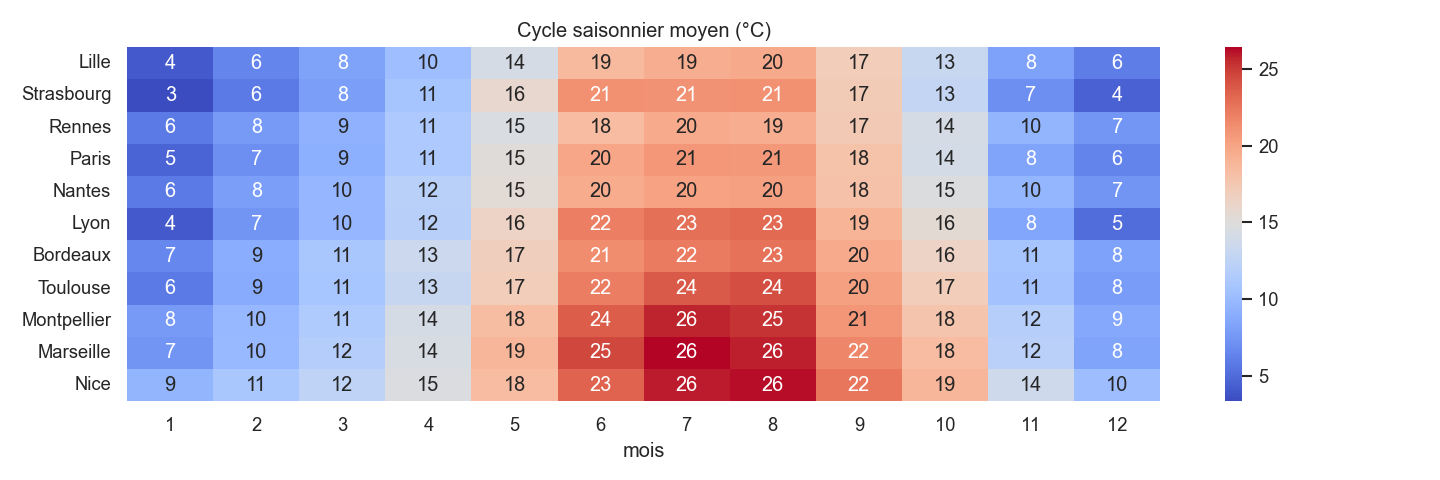 Cycle saisonnier moyen (°C)
Lille 4 6 8 10 14 19 19 20 17 13 8 6
Strasbourg 3 6 8 11 16 21 21 21 17 13 7 4
Rennes 6 8 9 11 15 18 20 19 17 14 10 7
Paris 5 7 9 11 15 20 21 21 18 14 8 6
Nantes 6 8 10 12 15 20 20 20 18 15 10 7
Lyon 4 7 10 12 16 22 23 23 19 16 8 5
Bordeaux 7 9 11 13 17 21 22 23 20 16 11 8
Toulouse 6 9 11 13 17 22 24 24 20 17 11 8
Montpellier 8 10 11 14 18 24 26 25 21 18 12 9
Marseille 7 10 12 14 19 25 26 26 22 18 12 8
Nice 9 11 12 15 18 23 26 26 22 19 14 10
1 2 3 4 5 6 7 8 9 10 11 12
mois
25
20
15
10
5